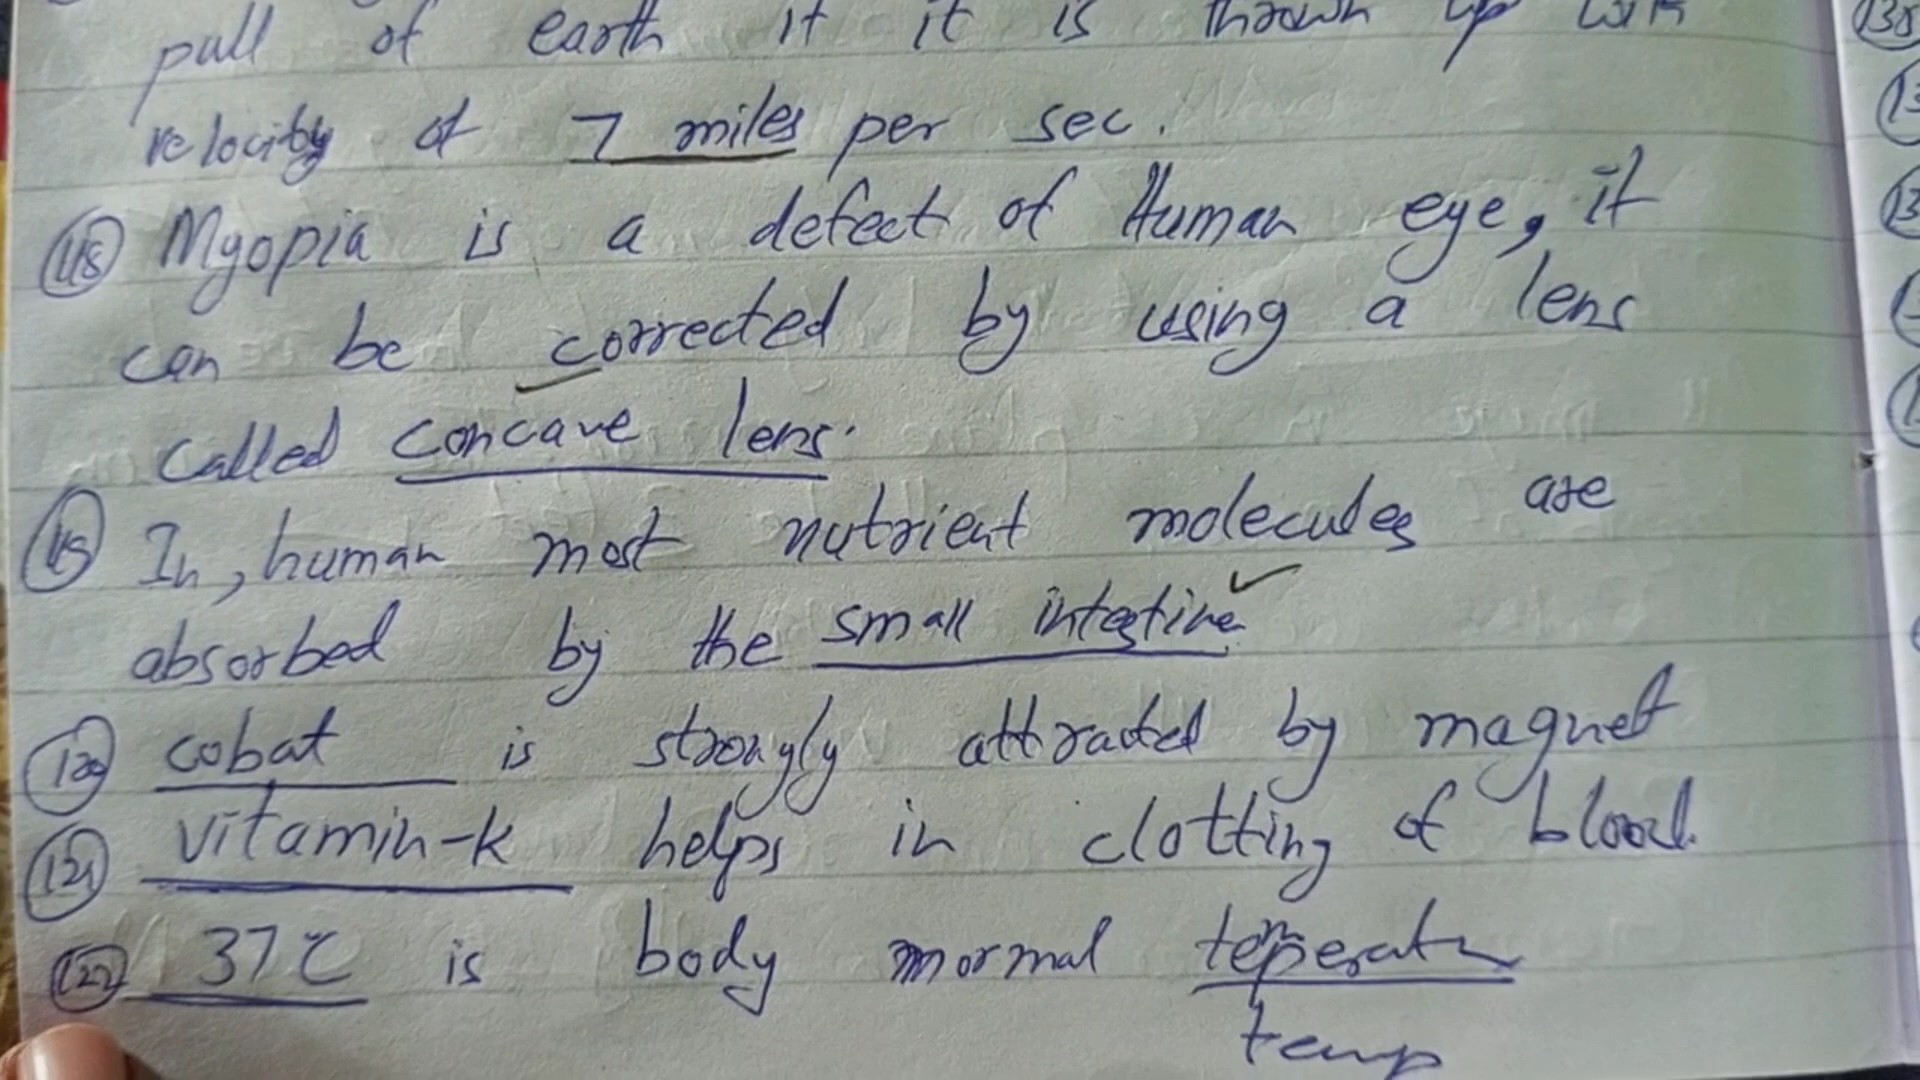 pull of earth if it is thrown up with
velocity of 7 miles per sec.
(118) Myopia is a defect of Human eye, it
can be corrected by using a lens
called concave lens.
(119) In, human most nutrient molecules are
absorbed by the small intestine
(120) cobat is strongly attracted by magnet
(121) vitamin-k helps in clotting of blood.
(122) 37℃ is body normal temperatu
temp